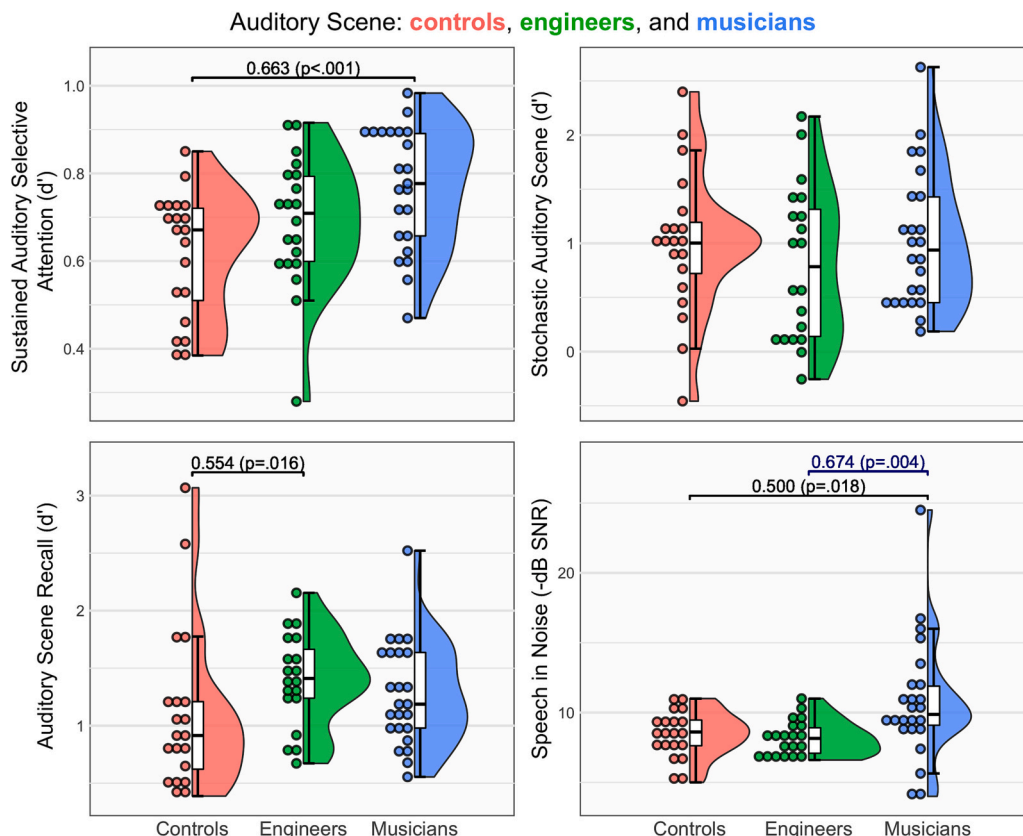 Auditory Scene: controls, engineers, and musicians
Sustained Auditory Selective
Attention (d')
1.0
0.8
0.6
0.4
0.663 (p<.001)
Stochastic Auditory Scene (d')
2
1
0
Auditory Scene Recall (d')
3
2
1
0.554 (p=.016)
Speech in Noise (-dB SNR)
20
10
0.674 (p=.004)
0.500 (p=.018)
Controls
Engineers
Musicians
Controls
Engineers
Musicians